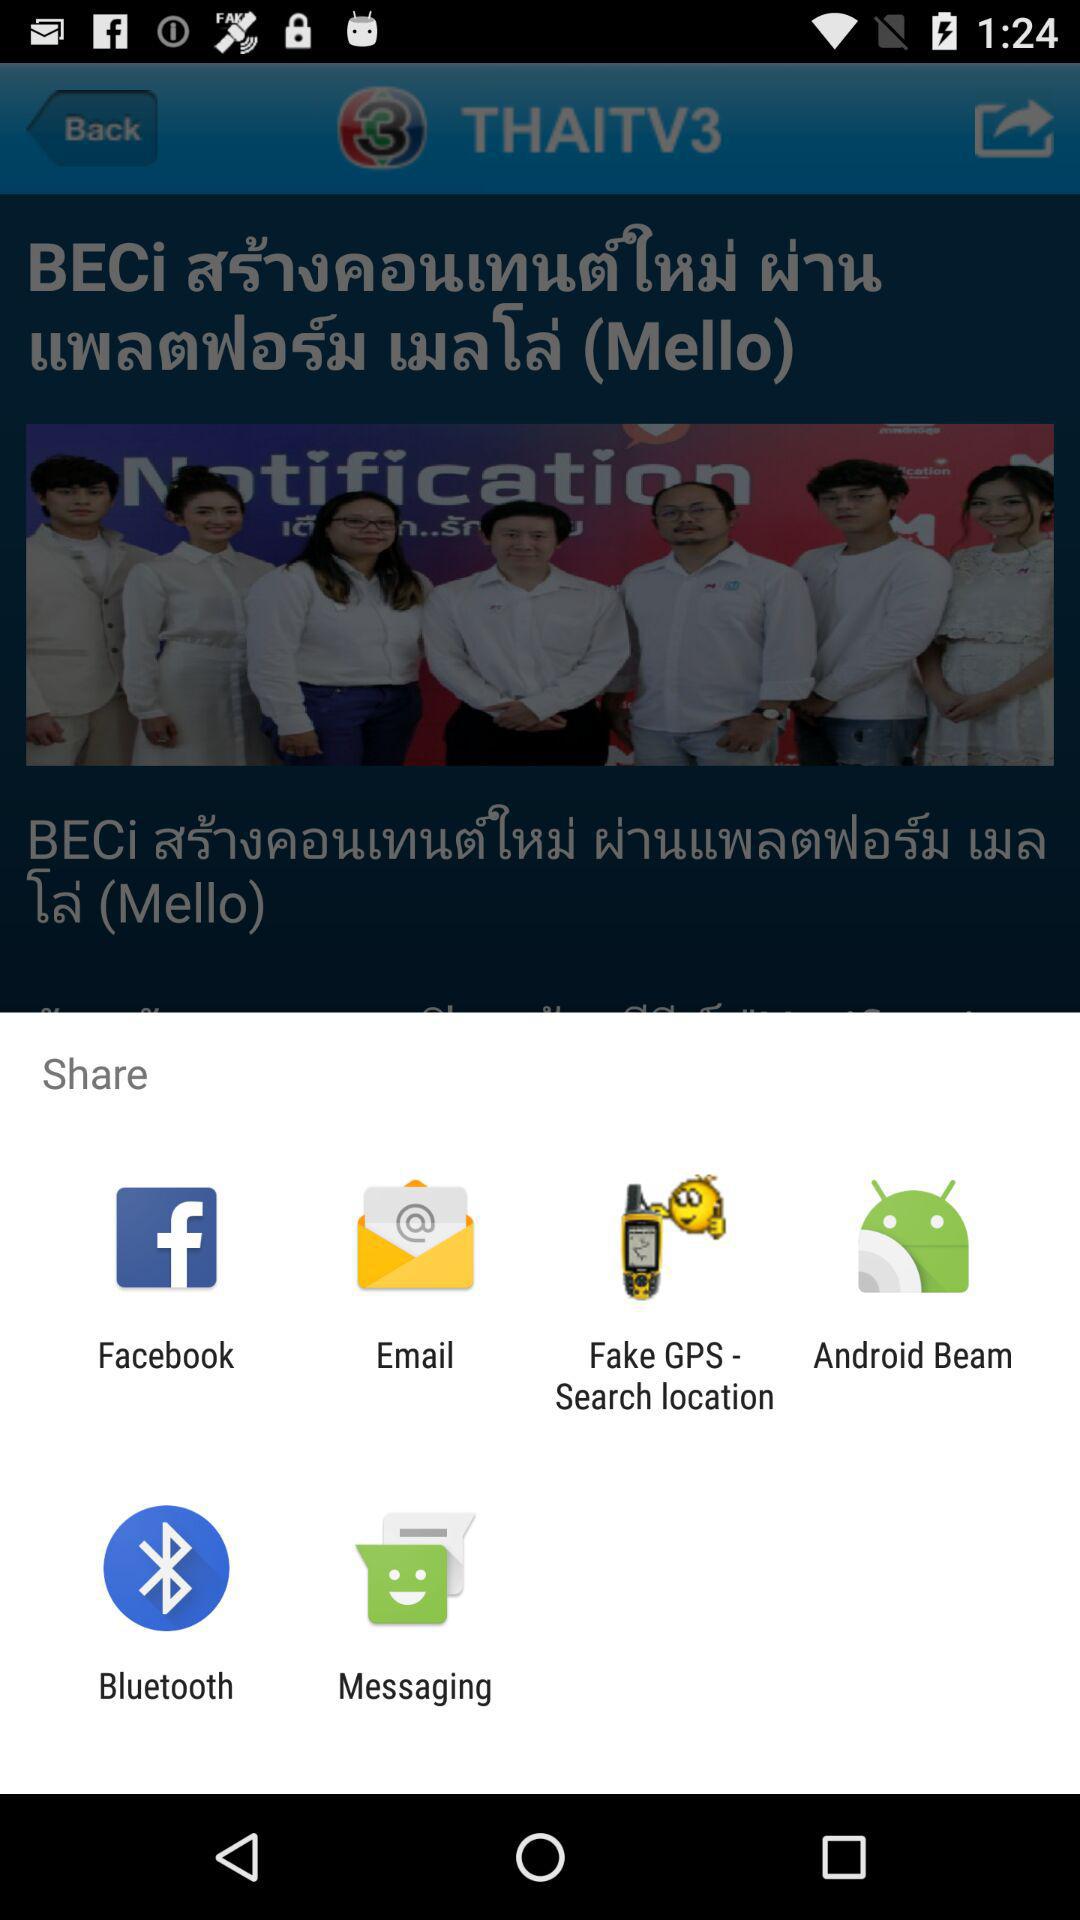 FAKE
1:24
Back
3 THAITV3
BECi สร้างคอนเทนต์ใหม่ ผ่าน
แพลตฟอร์ม เมลโล่ (Mello)
Notification
BECi สร้างคอนเทนต์ใหม่ ผ่านแพลตฟอร์ม เมล
โล่ (Mello)
Share
Facebook
Email
Fake GPS -
Search location
Android Beam
Bluetooth
Messaging